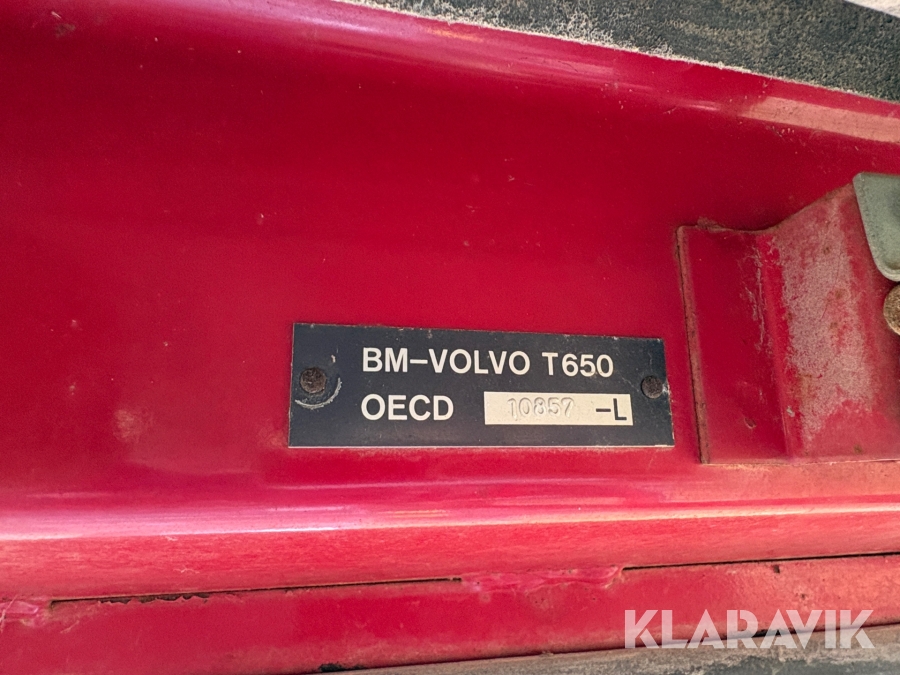 BM-VOLVO T650
OECD 10857 -L
KLARAVIK